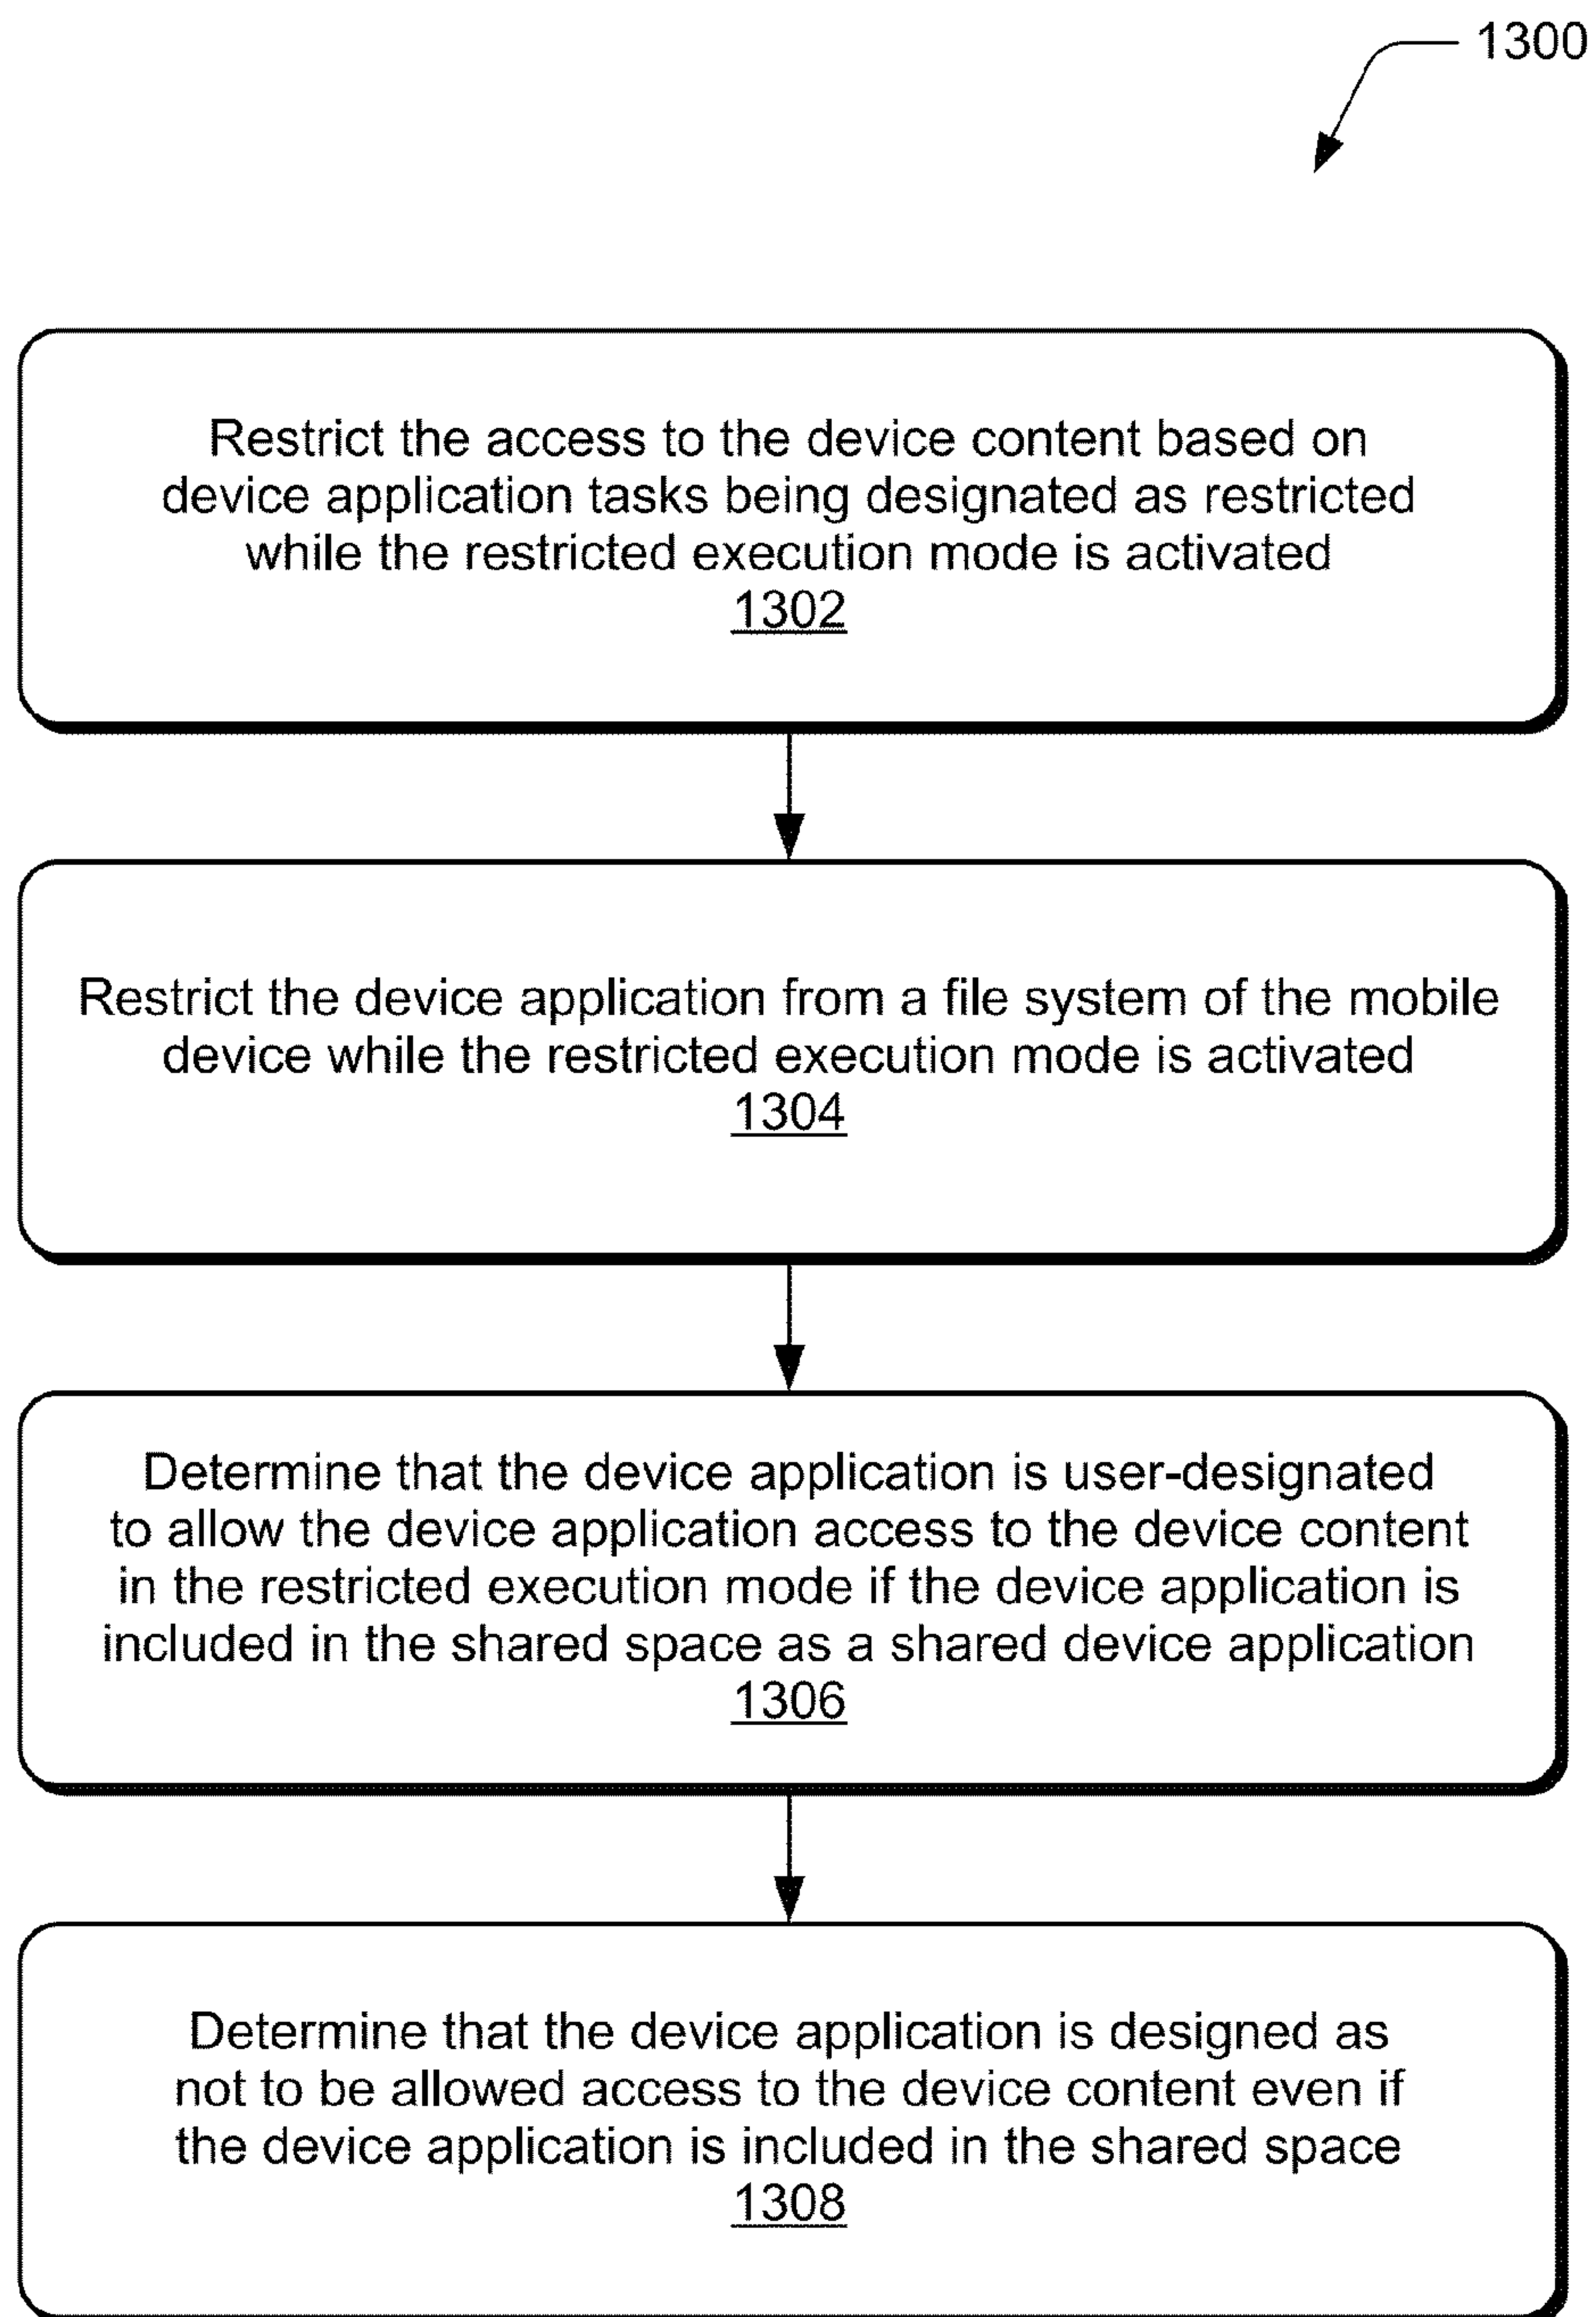 1300
Restrict the access to the device content based on
device application tasks being designated as restricted
while the restricted execution mode is activated
1302
Restrict the device application from a file system of the mobile
device while the restricted execution mode is activated
1304
Determine that the device application is user-designated
to allow the device application access to the device content
in the restricted execution mode if the device application is
included in the shared space as a shared device application
1306
Determine that the device application is designed as
not to be allowed access to the device content even if
the device application is included in the shared space
1308